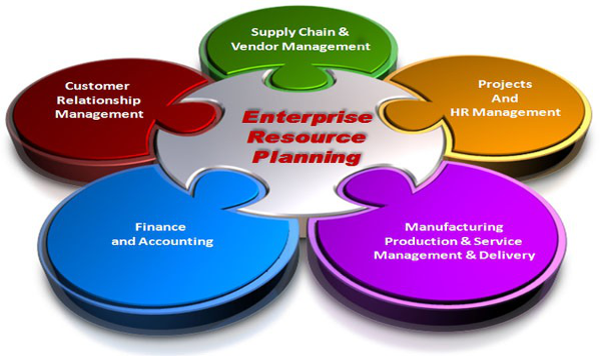 Supply Chain &
Vendor Management
Customer
Relationship
Management
Projects
And
HR Management
Enterprise
Resource
Planning
Finance
and Accounting
Manufacturing
Production & Service
Management & Delivery